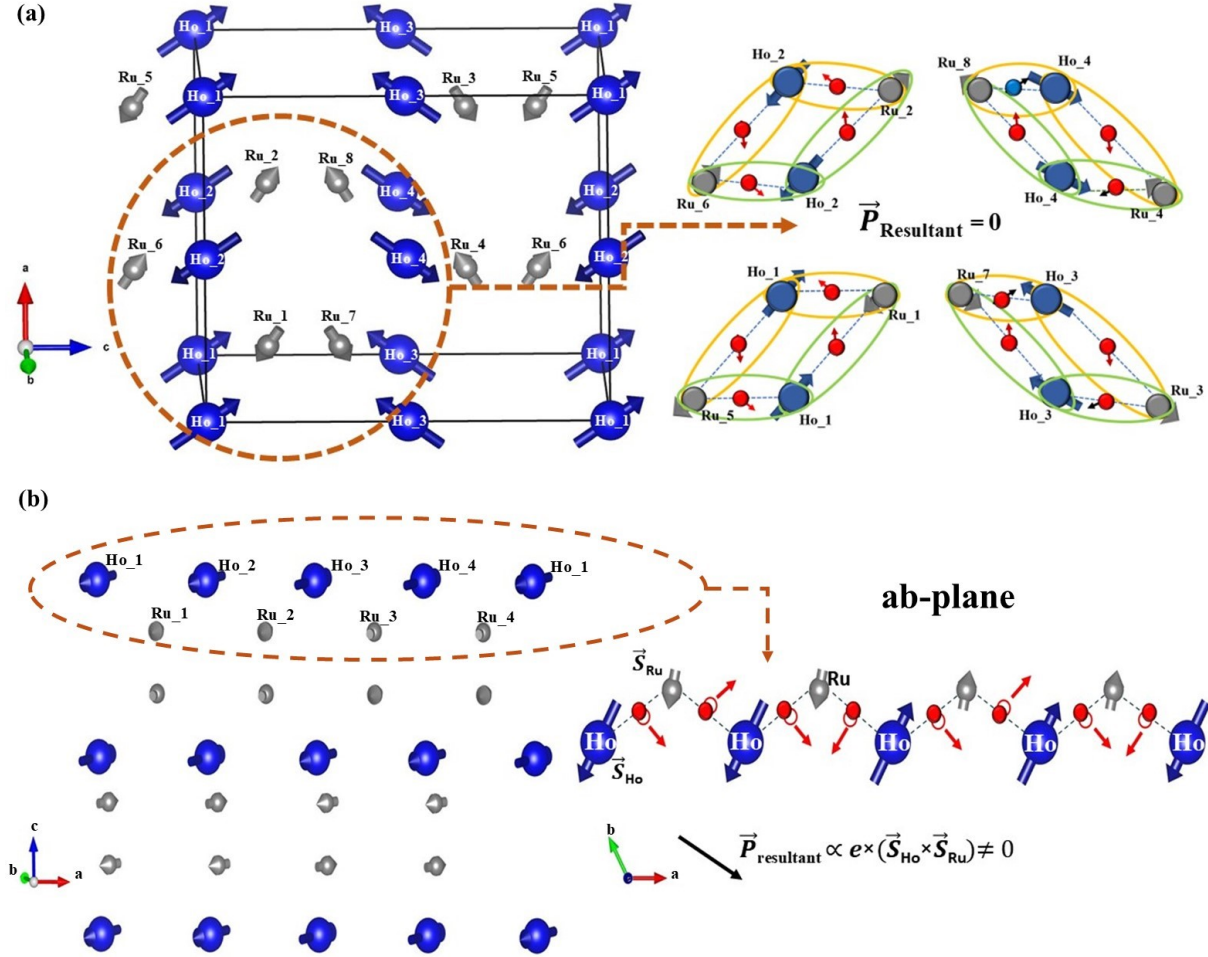 (a)
Ho_1 Ho_3 Ho_1
Ru_5 Ru_3 Ru_5
Ho_1 Ho_3 Ho_1
Ru_2 Ru_8
Ho_2 Ho_4 Ho_2
Ru_6 Ru_4 Ru_6
Ho_2 Ho_4 Ho_2
Ru_1 Ru_7
Ho_1 Ho_3 Ho_1
Ho_1 Ho_3 Ho_1
a
c
b
Ho_2 Ru_8 Ho_4
Ru_2
Ru_6 Ho_2 Ho_4 Ru_4
P⃗Resultant = 0
Ho_1 Ru_7 Ho_3
Ru_1
Ru_5 Ho_1 Ho_3 Ru_3
(b)
Ho_1 Ho_2 Ho_3 Ho_4 Ho_1
Ru_1 Ru_2 Ru_3 Ru_4
c
b a
ab-plane
S⃗Ru Ru
Ho Ho Ho Ho Ho
S⃗Ho
b
a
P⃗resultant ∝ e×(S⃗Ho×S⃗Ru)≠ 0